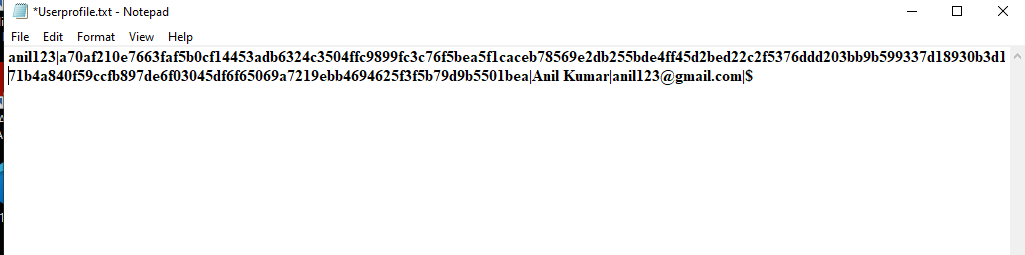 *Userprofile.txt - Notepad
File Edit Format View Help
anil123|a70af210e7663faf5b0cf14453adb6324c3504ffc9899fc3c76f5bea5f1caceb78569e2db255bde4ff45d2bed22c2f5376ddd203bb9b599337d18930b3d1
71b4a840f59ccfb897de6f03045df6f65069a7219ebb4694625f3f5b79d9b5501bea|Anil Kumar|anil123@gmail.com|$